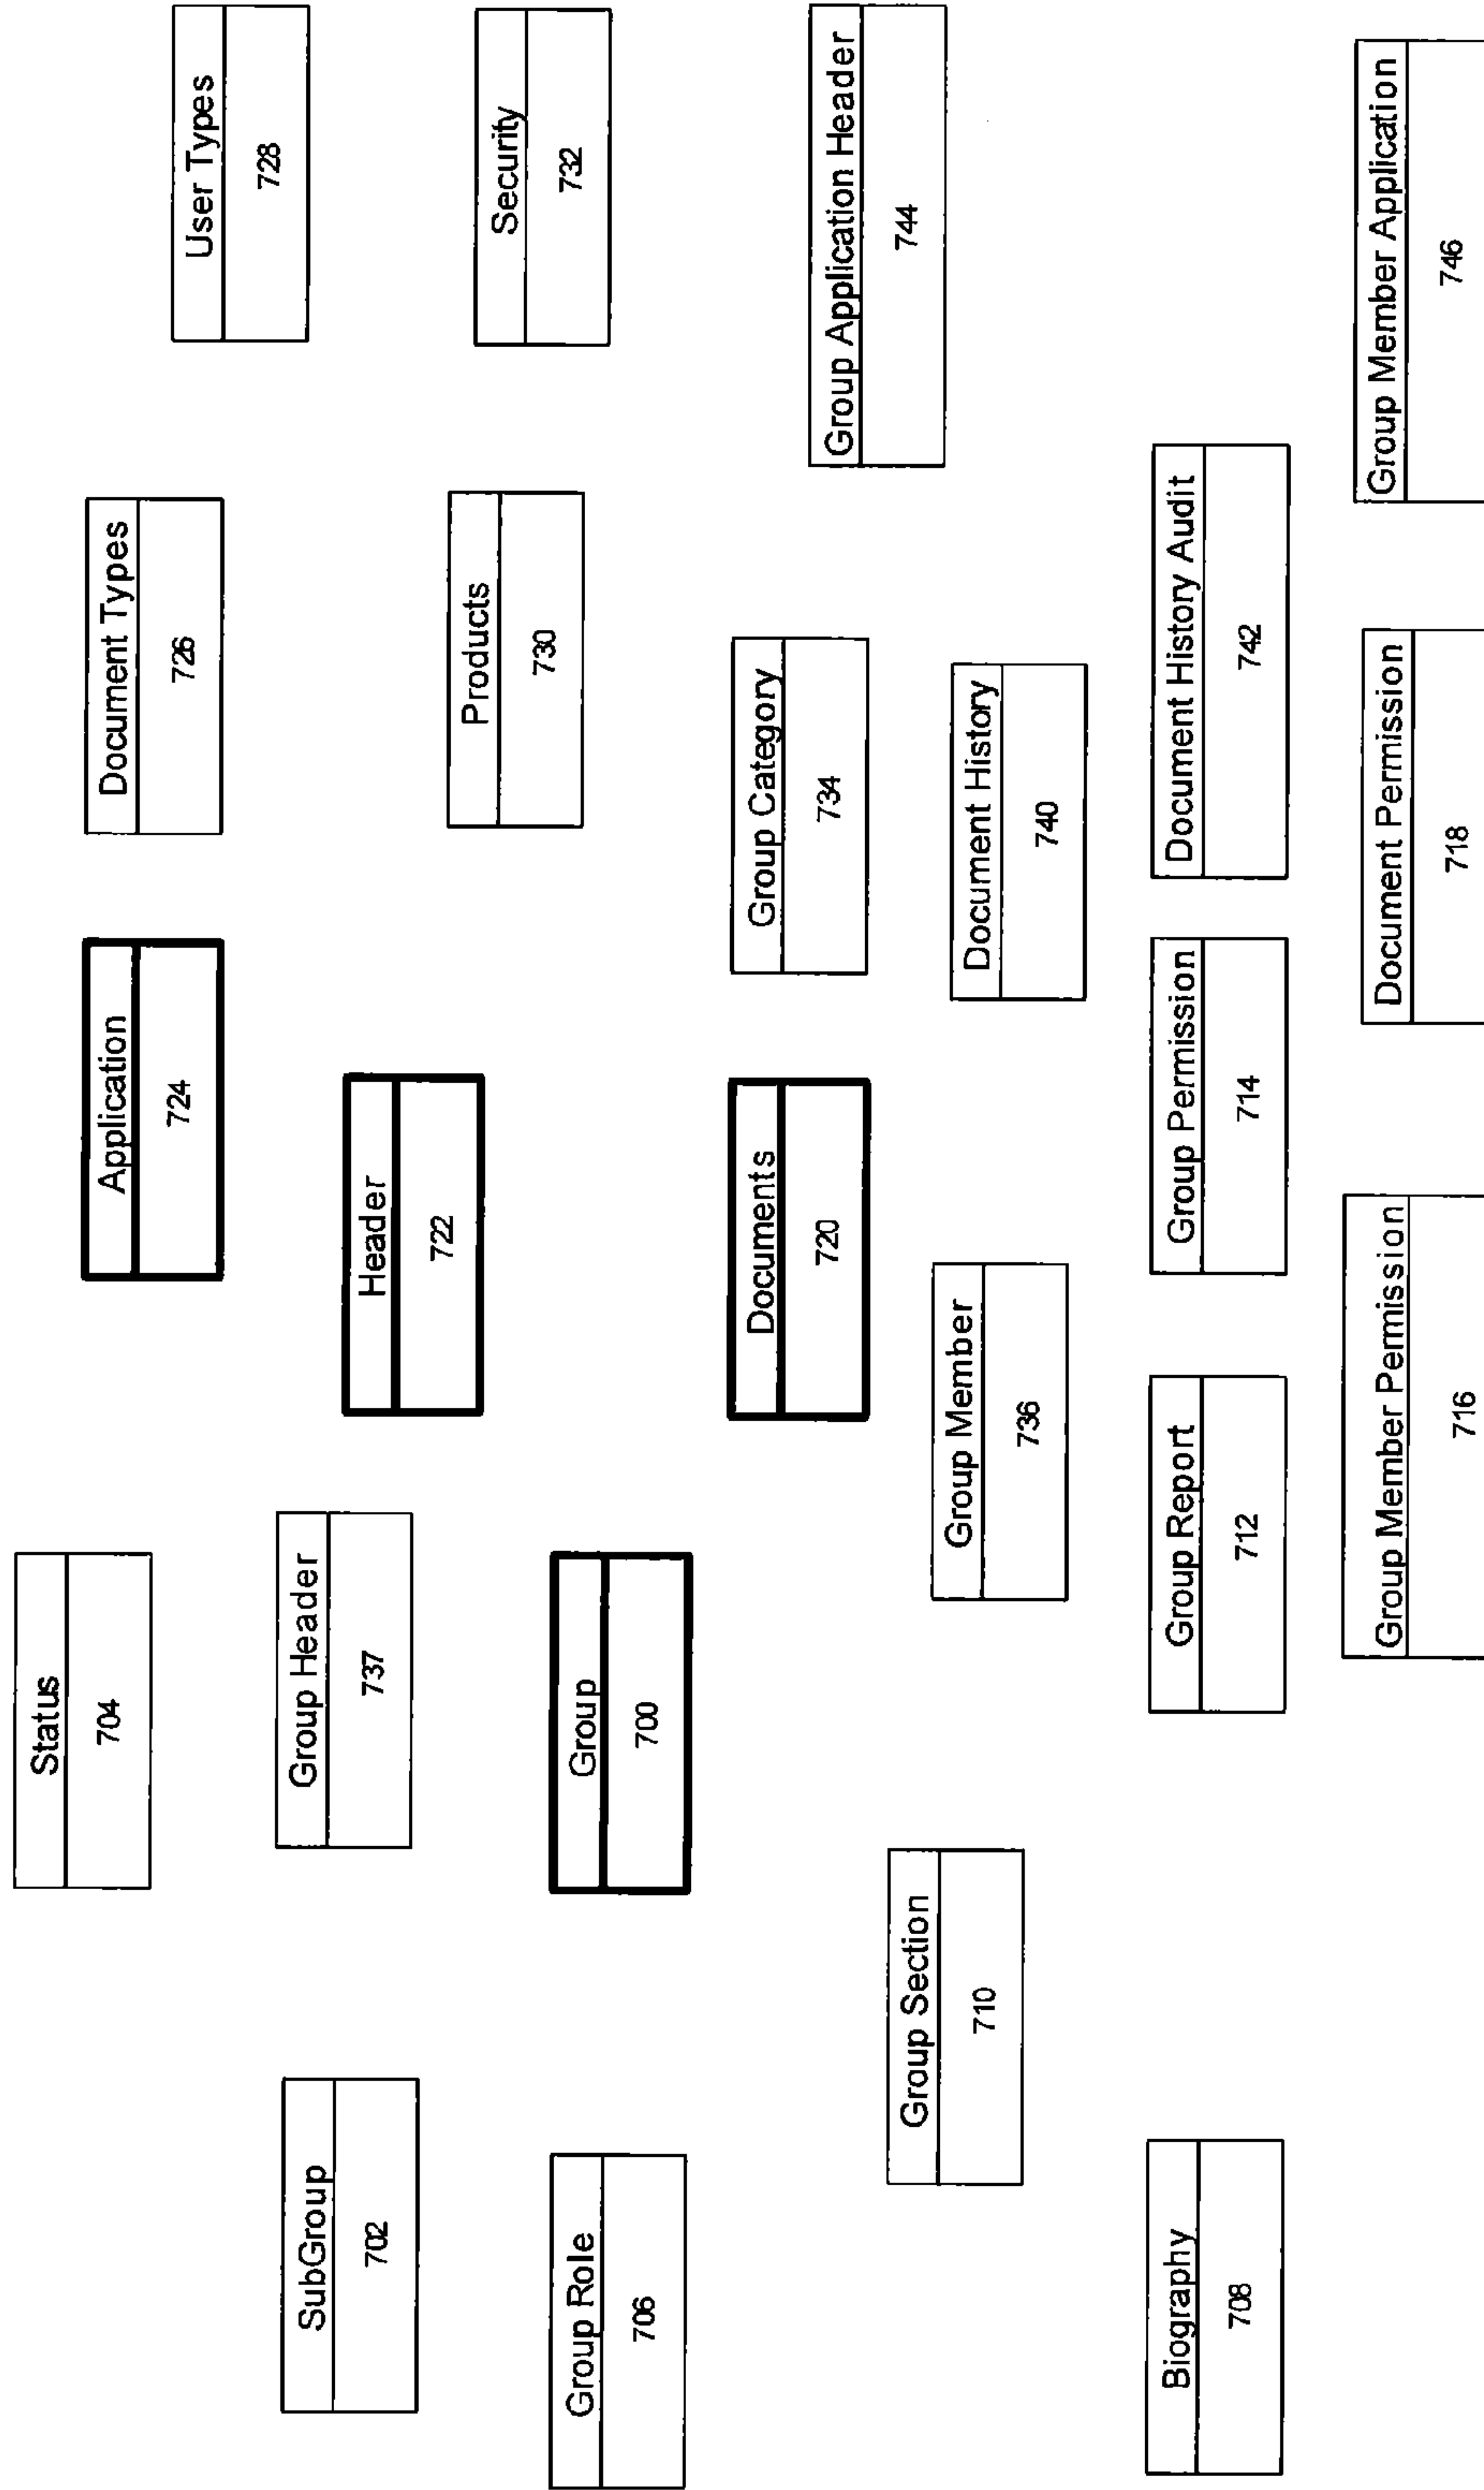 Status
704
Application
724
Document Types
726
User Types
728
SubGroup
702
Group Header
737
Header
722
Products
730
Security
732
Group Role
706
Group
700
Documents
720
Group Category
734
Group Application Header
744
Group Section
710
Group Member
736
Document History
740
Biography
708
Group Report
712
Group Permission
714
Document History Audit
742
Group Member Permission
716
Document Permission
718
Group Member Application
746